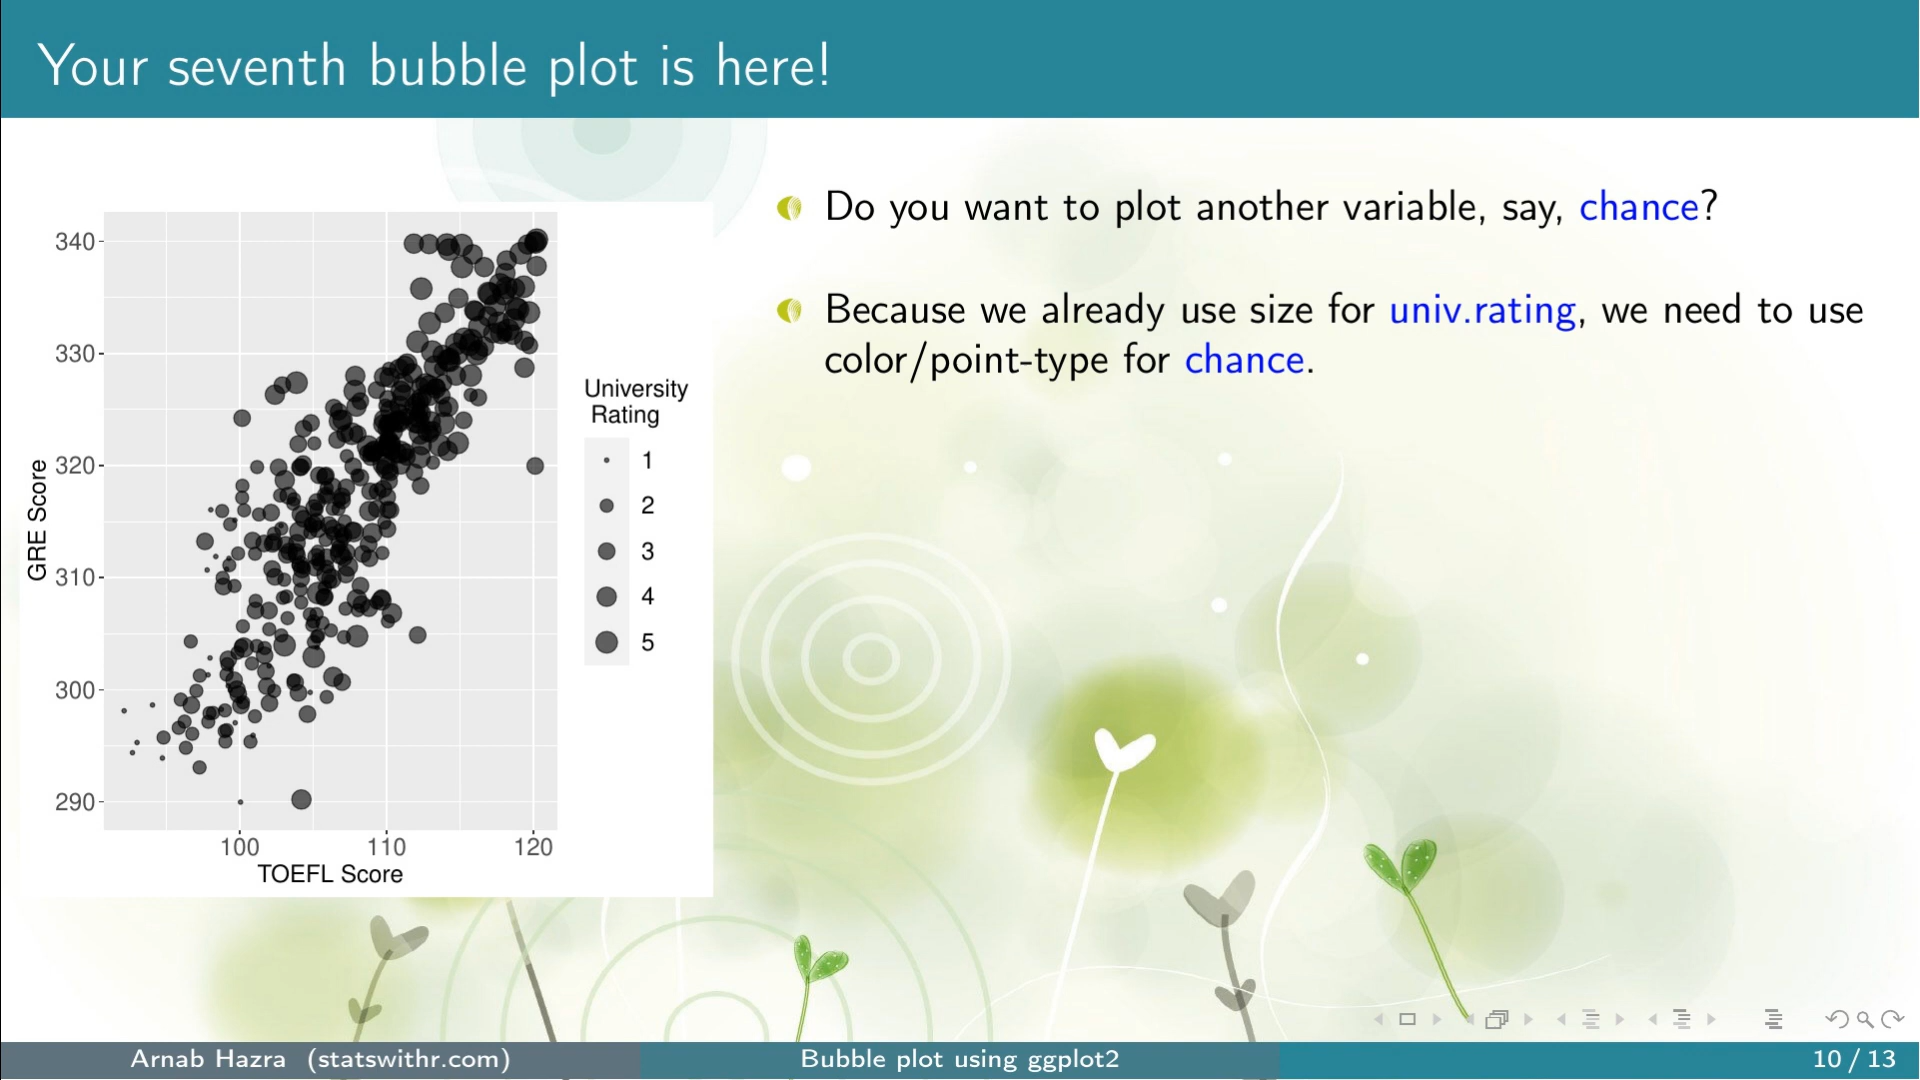 Your seventh bubble plot is here!
Do you want to plot another variable, say, chance?
Because we already use size for univ.rating, we need to use
color/point-type for chance.
GRE Score
340
330
320
310
300
290
100 110 120
TOEFL Score
University
Rating
1
2
3
4
5
Arnab Hazra (statswithr.com)
Bubble plot using ggplot2
10 / 13